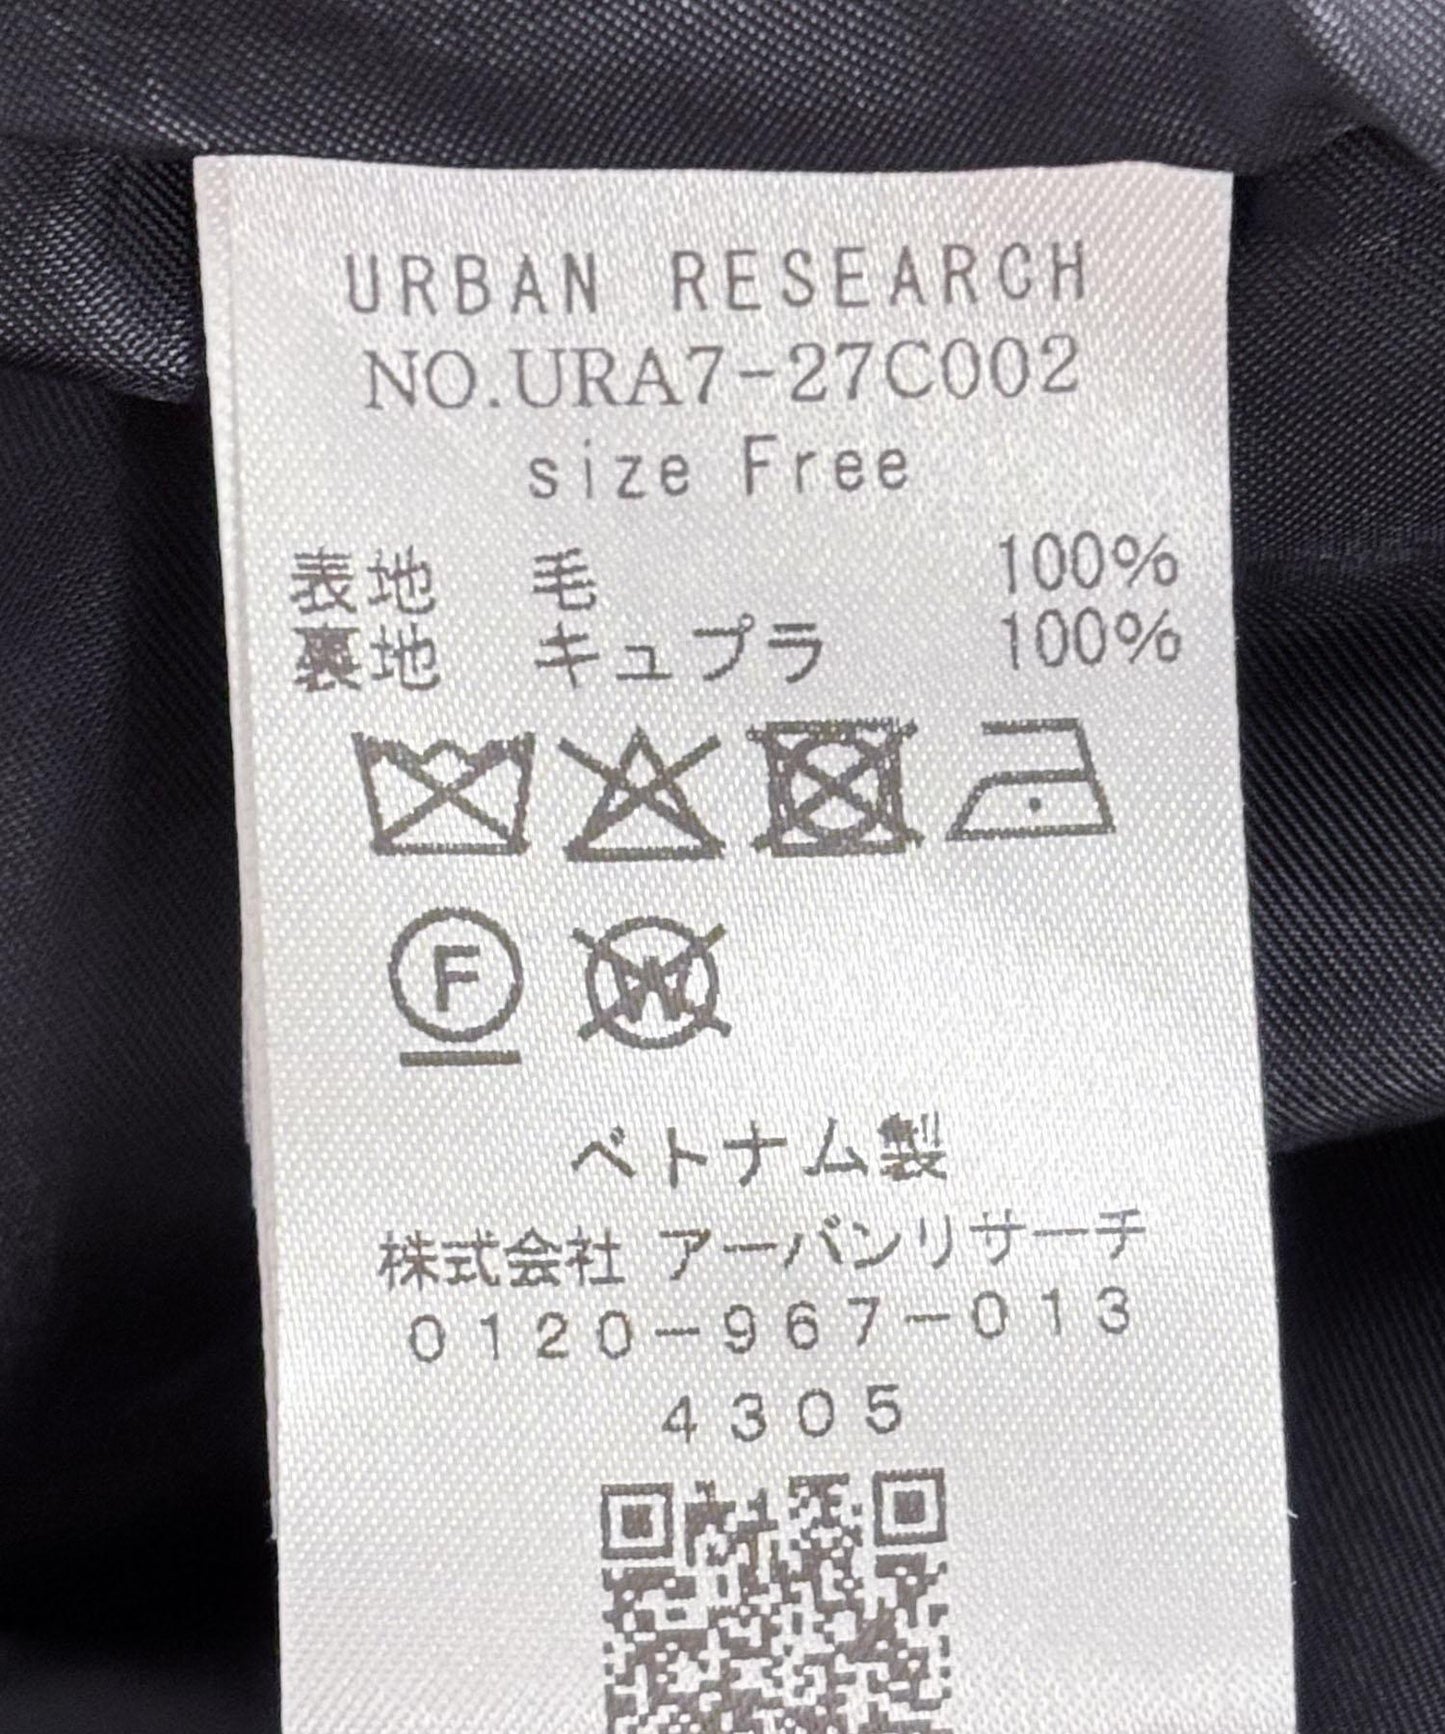 URBAN RESEARCH
NO.URA7-27C002
size Free
表地 毛 100%
裏地 キュプラ 100%
F W
ベトナム製
株式会社 アーバンリサーチ
0120-967-013
4305